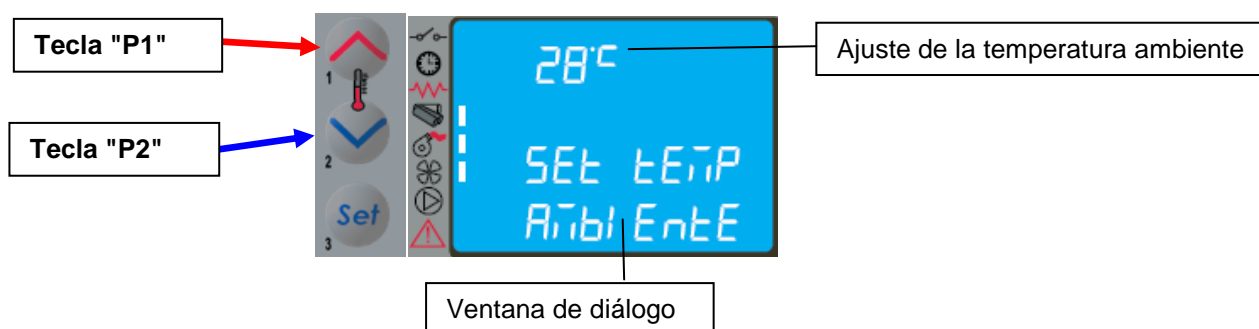 Tecla "P1"
1
28°C
Ajuste de la temperatura ambiente
Tecla "P2"
2
SEt tEmP
Set
3
AmbIEntE
Ventana de diálogo